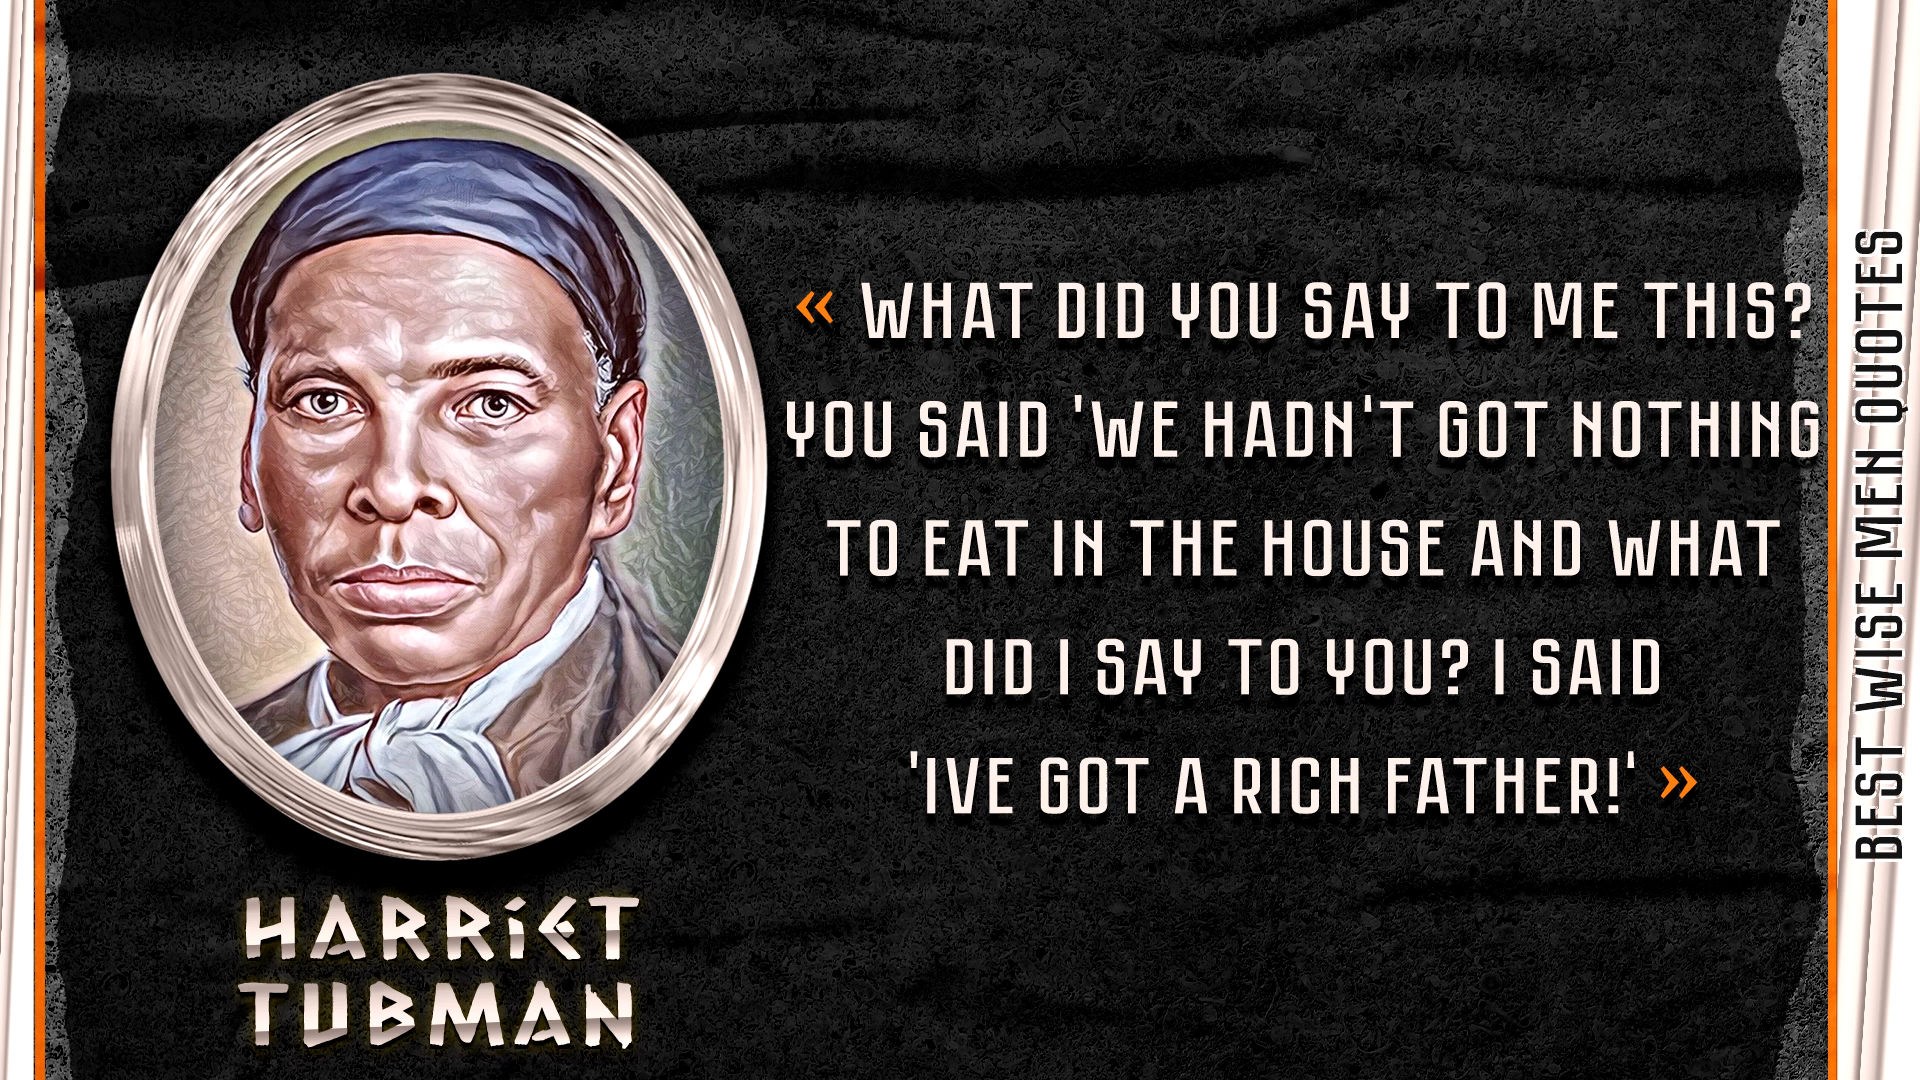 « WHAT DID YOU SAY TO ME THIS?
YOU SAID 'WE HADN'T GOT NOTHING
TO EAT IN THE HOUSE AND WHAT
DID I SAY TO YOU? I SAID
'IVE GOT A RICH FATHER!' »
HARRIET
TUBMAN
BEST WISE MEN QUOTES